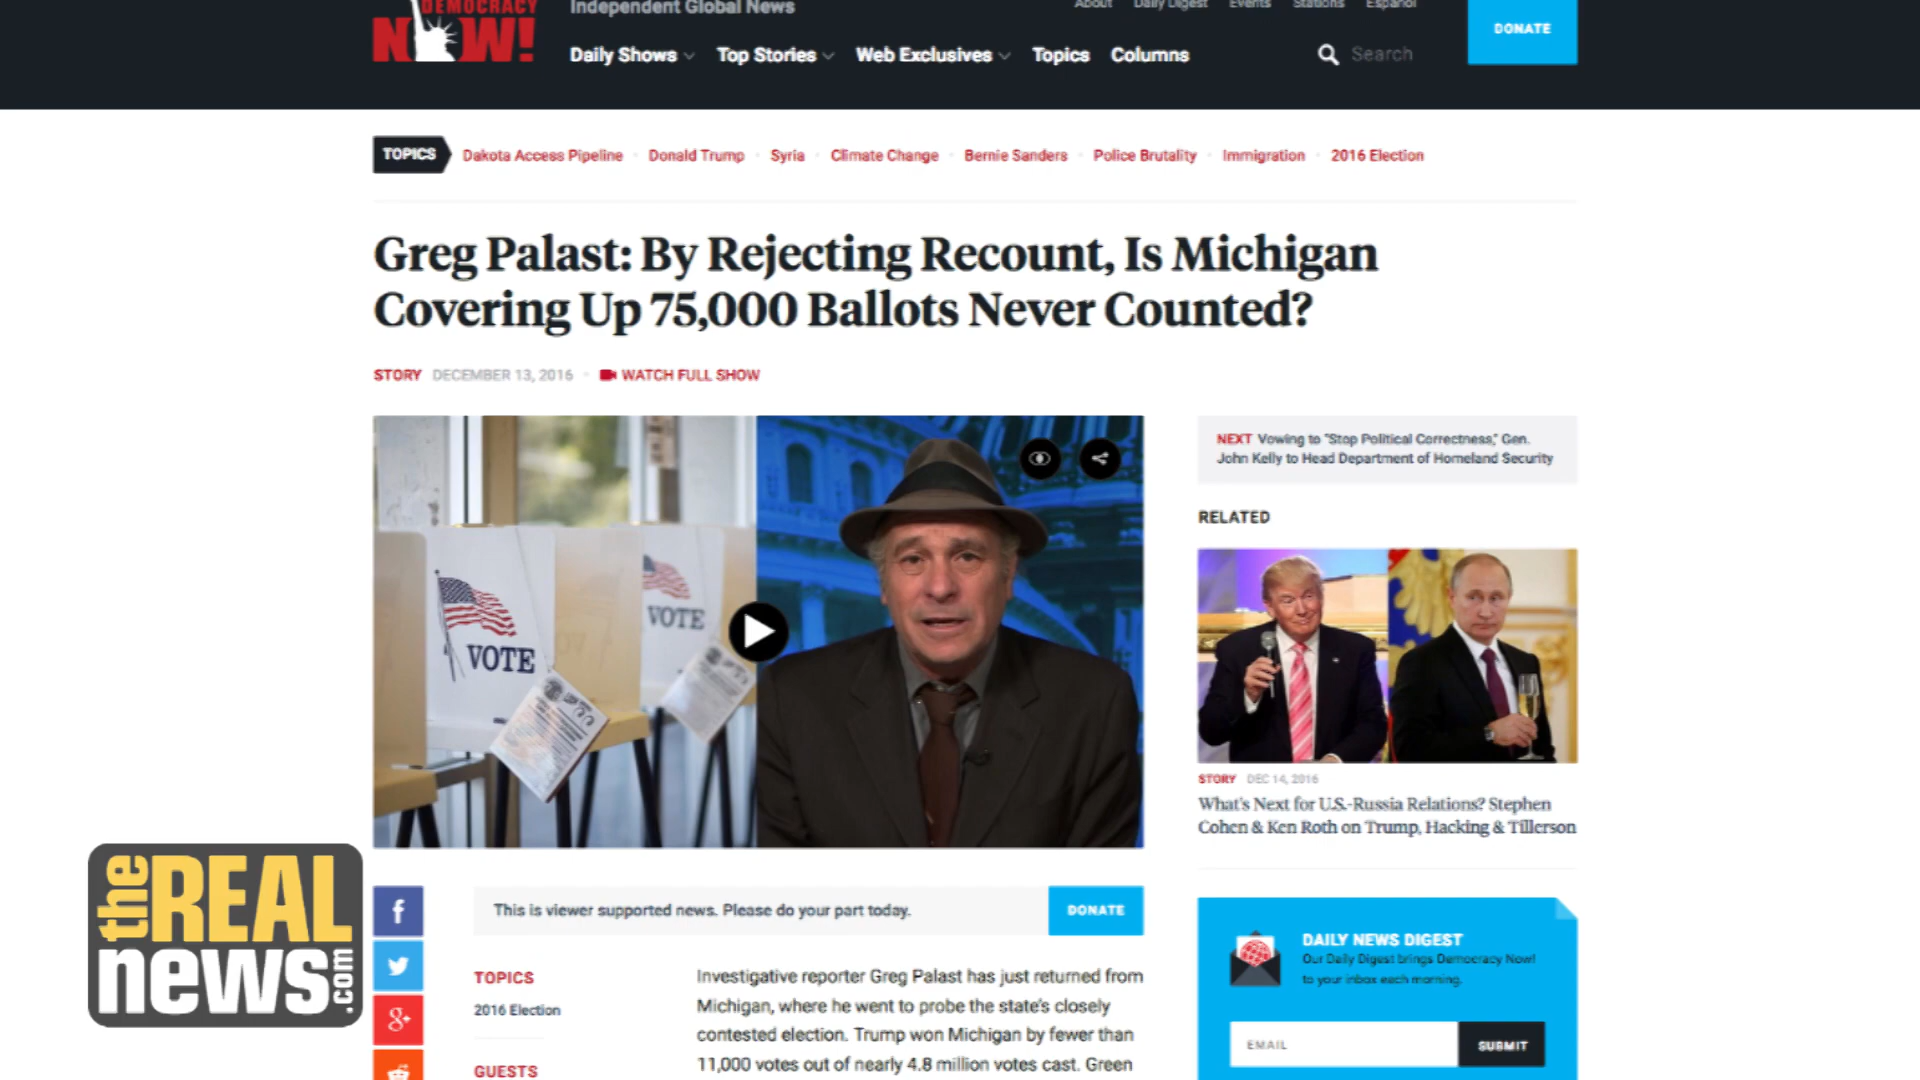 DEMOCRACY
NOW!
Independent Global News
About Daily Digest Events Stations Español
Daily Shows Top Stories Web Exclusives Topics Columns
Search
DONATE
TOPICS
Dakota Access Pipeline Donald Trump Syria Climate Change Bernie Sanders Police Brutality Immigration 2016 Election
Greg Palast: By Rejecting Recount, Is Michigan
Covering Up 75,000 Ballots Never Counted?
STORY DECEMBER 13, 2016 WATCH FULL SHOW
VOTE
VOTE
NEXT Vowing to "Stop Political Correctness," Gen.
John Kelly to Head Department of Homeland Security
RELATED
STORY DEC 14, 2016
What's Next for U.S.-Russia Relations? Stephen
Cohen & Ken Roth on Trump, Hacking & Tillerson
the REAL
news.com
f
g+
This is viewer supported news. Please do your part today.
DONATE
TOPICS
2016 Election
GUESTS
Investigative reporter Greg Palast has just returned from
Michigan, where he went to probe the state's closely
contested election. Trump won Michigan by fewer than
11,000 votes out of nearly 4.8 million votes cast. Green
DAILY NEWS DIGEST
Our Daily Digest brings Democracy Now!
to your inbox each morning.
EMAIL
SUBMIT